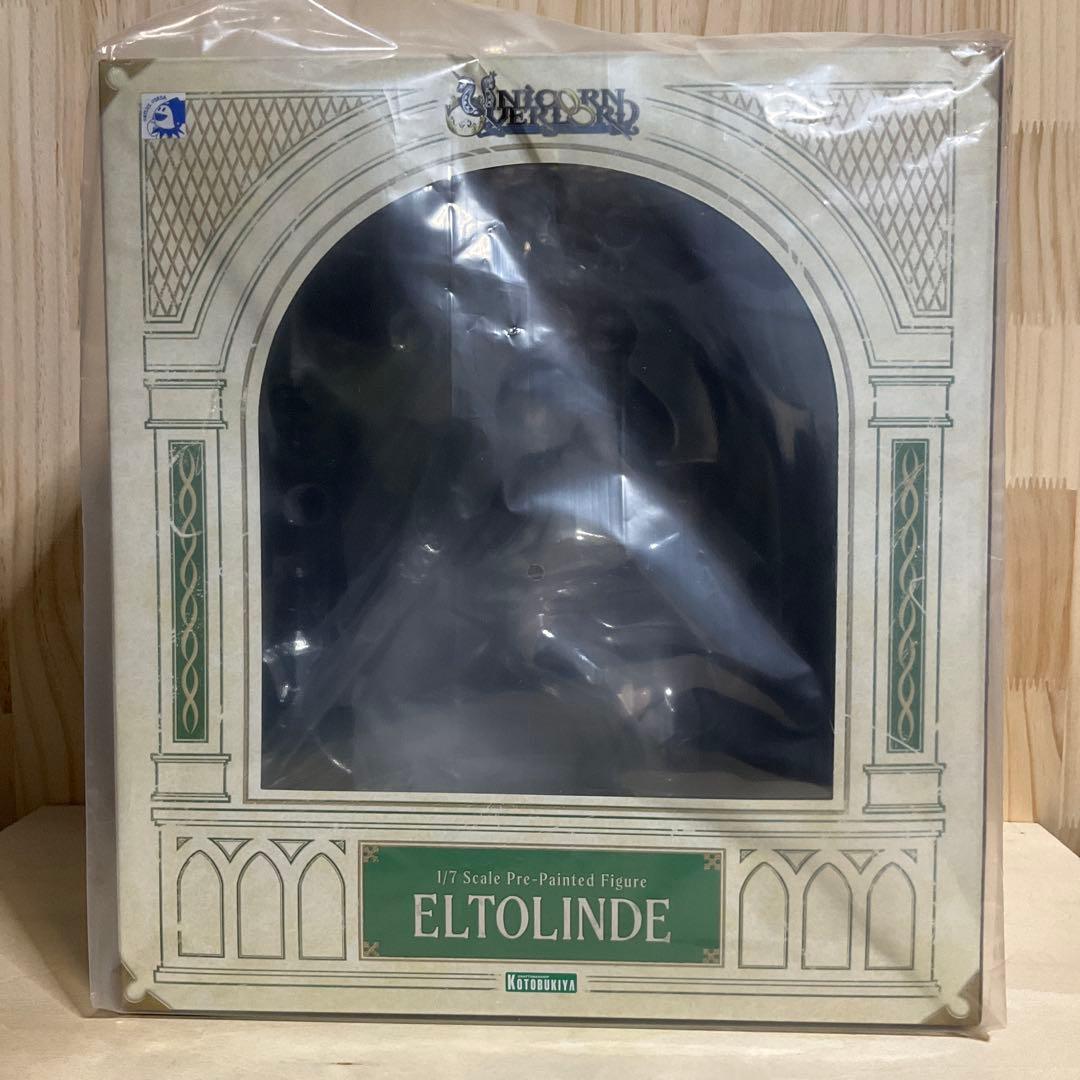 UNICORN
OVERLORD
1/7 Scale Pre-Painted Figure
ELTOLINDE
KOTOBUKIYA